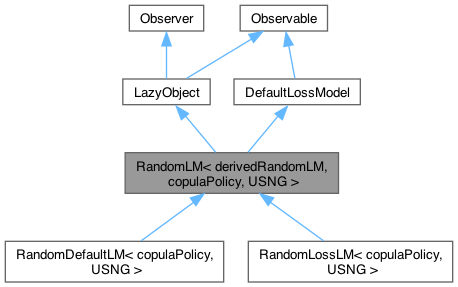 Observer
Observable
LazyObject
DefaultLossModel
RandomLM< derivedRandomLM,
copulaPolicy, USNG >
RandomDefaultLM< copulaPolicy,
USNG >
RandomLossLM< copulaPolicy,
USNG >